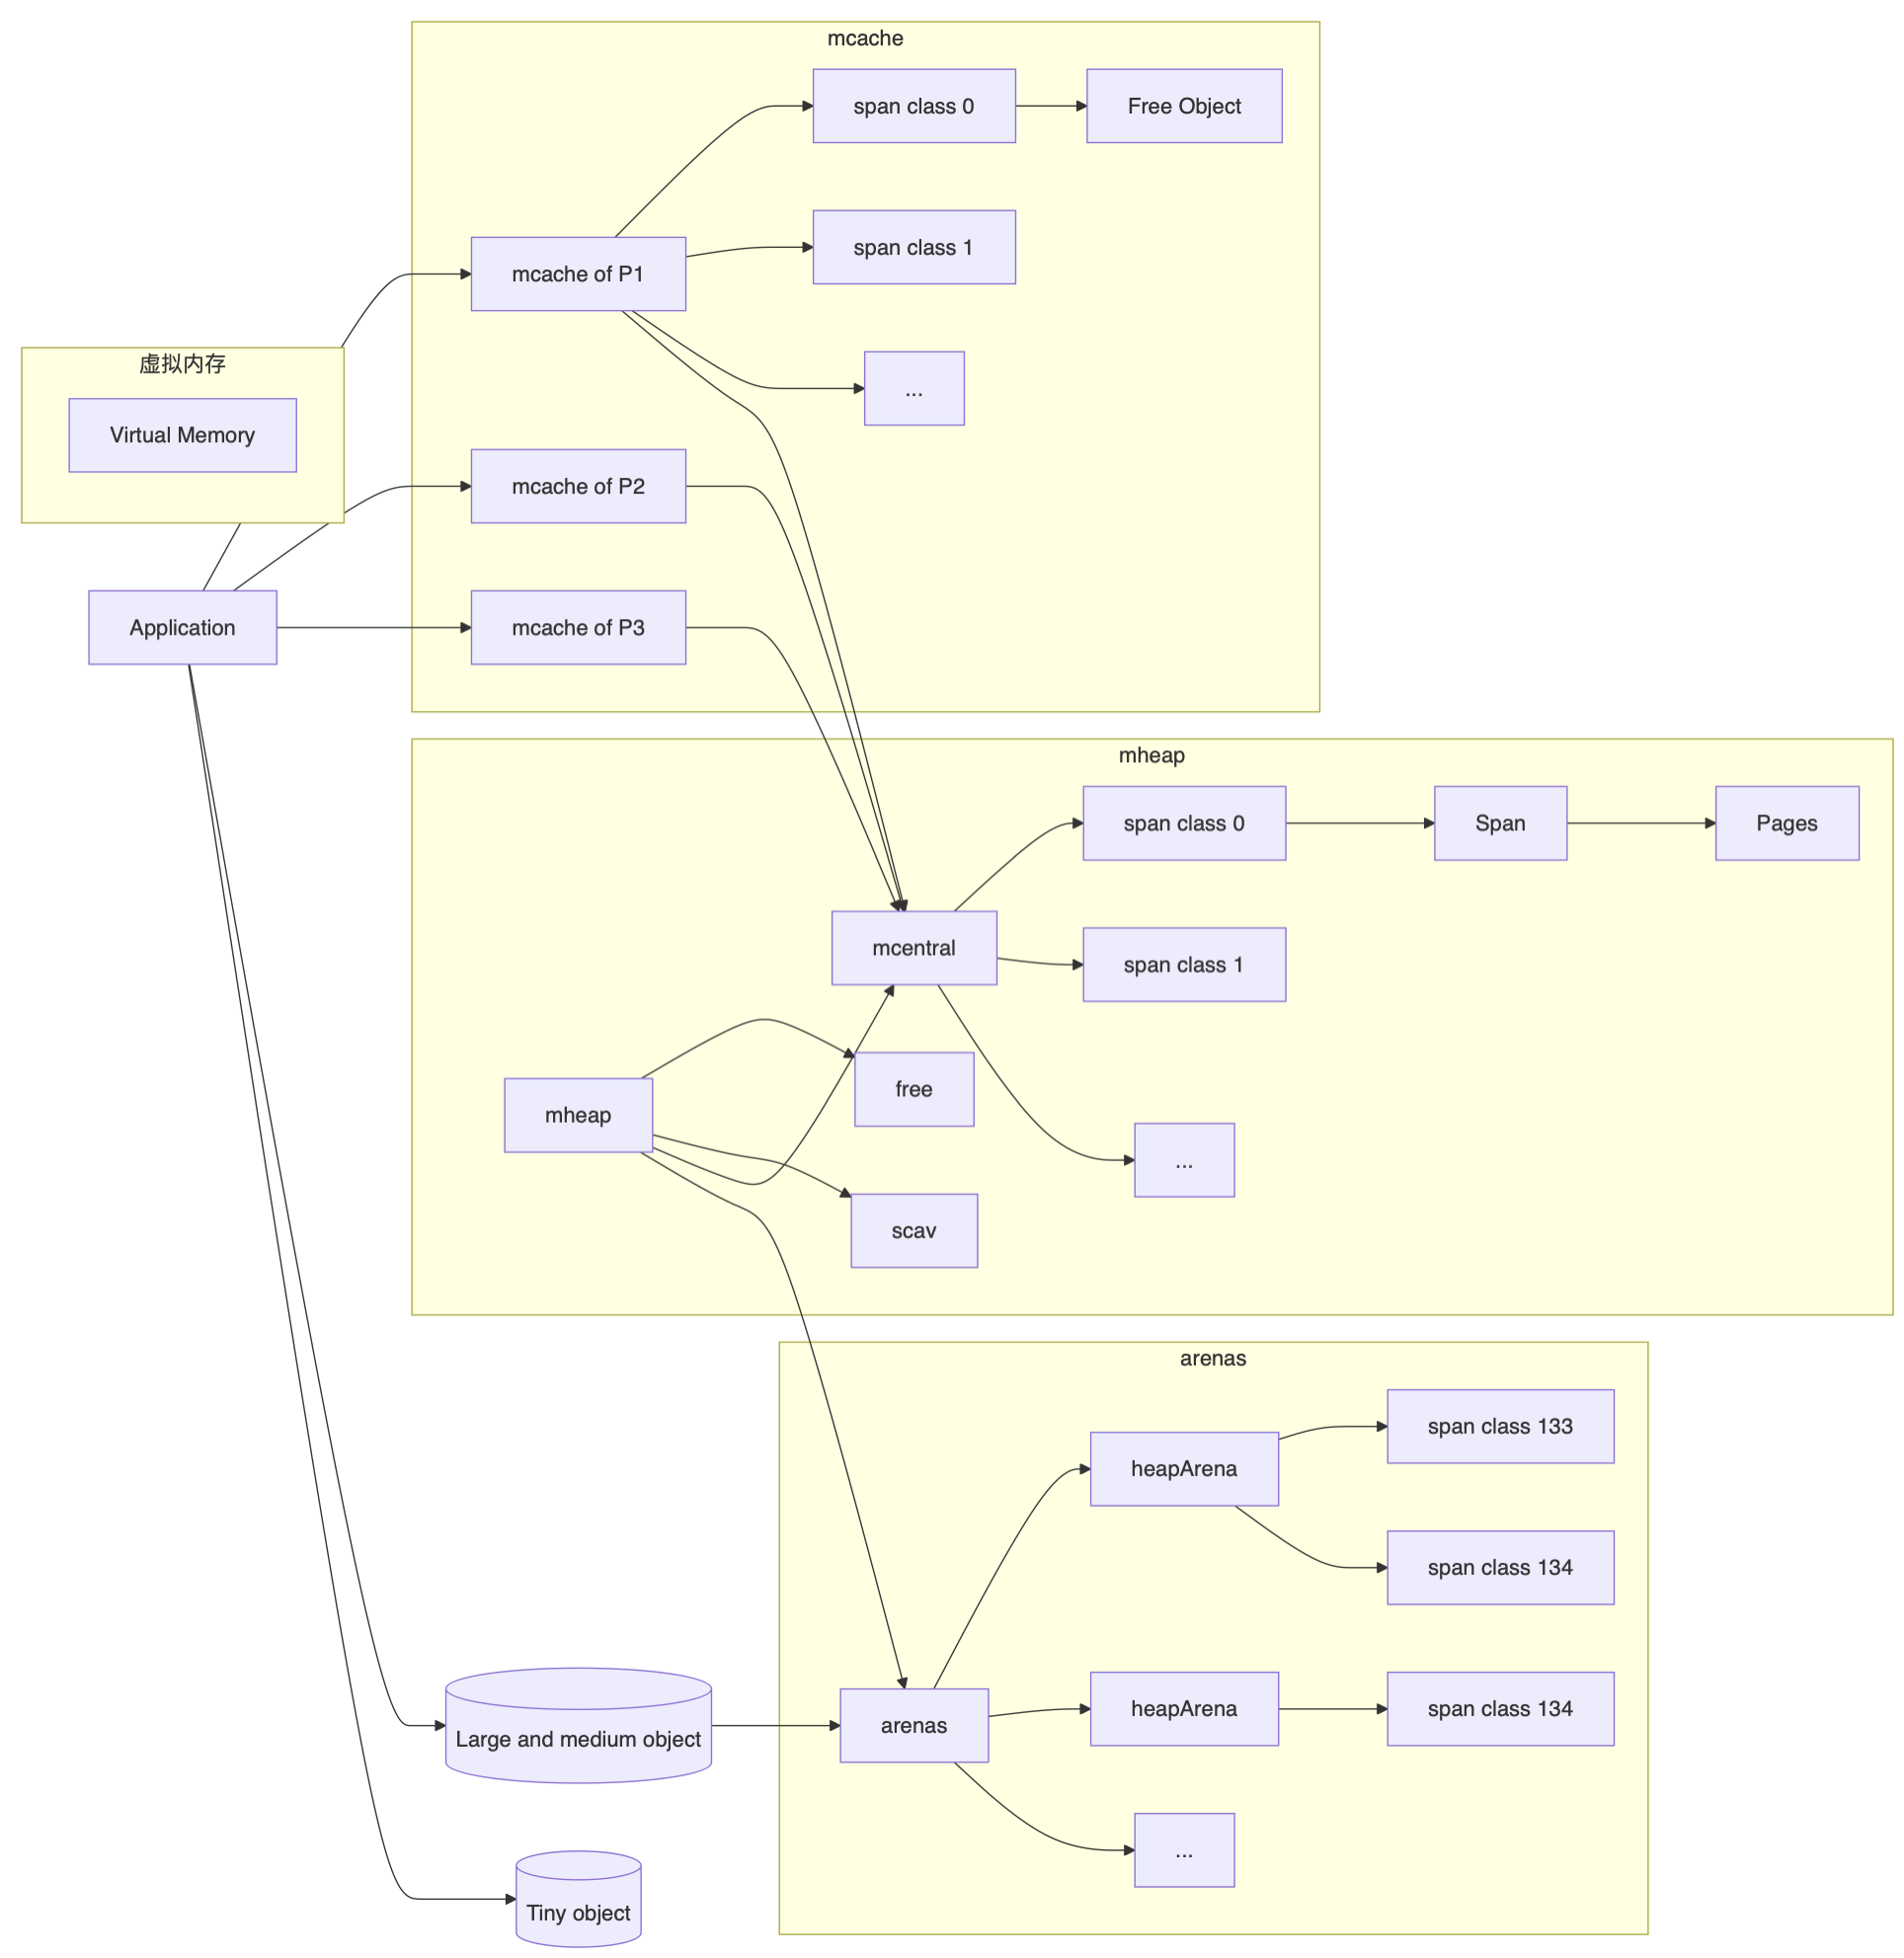 mcache
span class 0
Free Object
span class 1
mcache of P1
...
虚拟内存
Virtual Memory
mcache of P2
Application
mcache of P3
mheap
span class 0
Span
Pages
mcentral
span class 1
free
mheap
...
scav
arenas
span class 133
heapArena
span class 134
heapArena
span class 134
arenas
Large and medium object
...
Tiny object